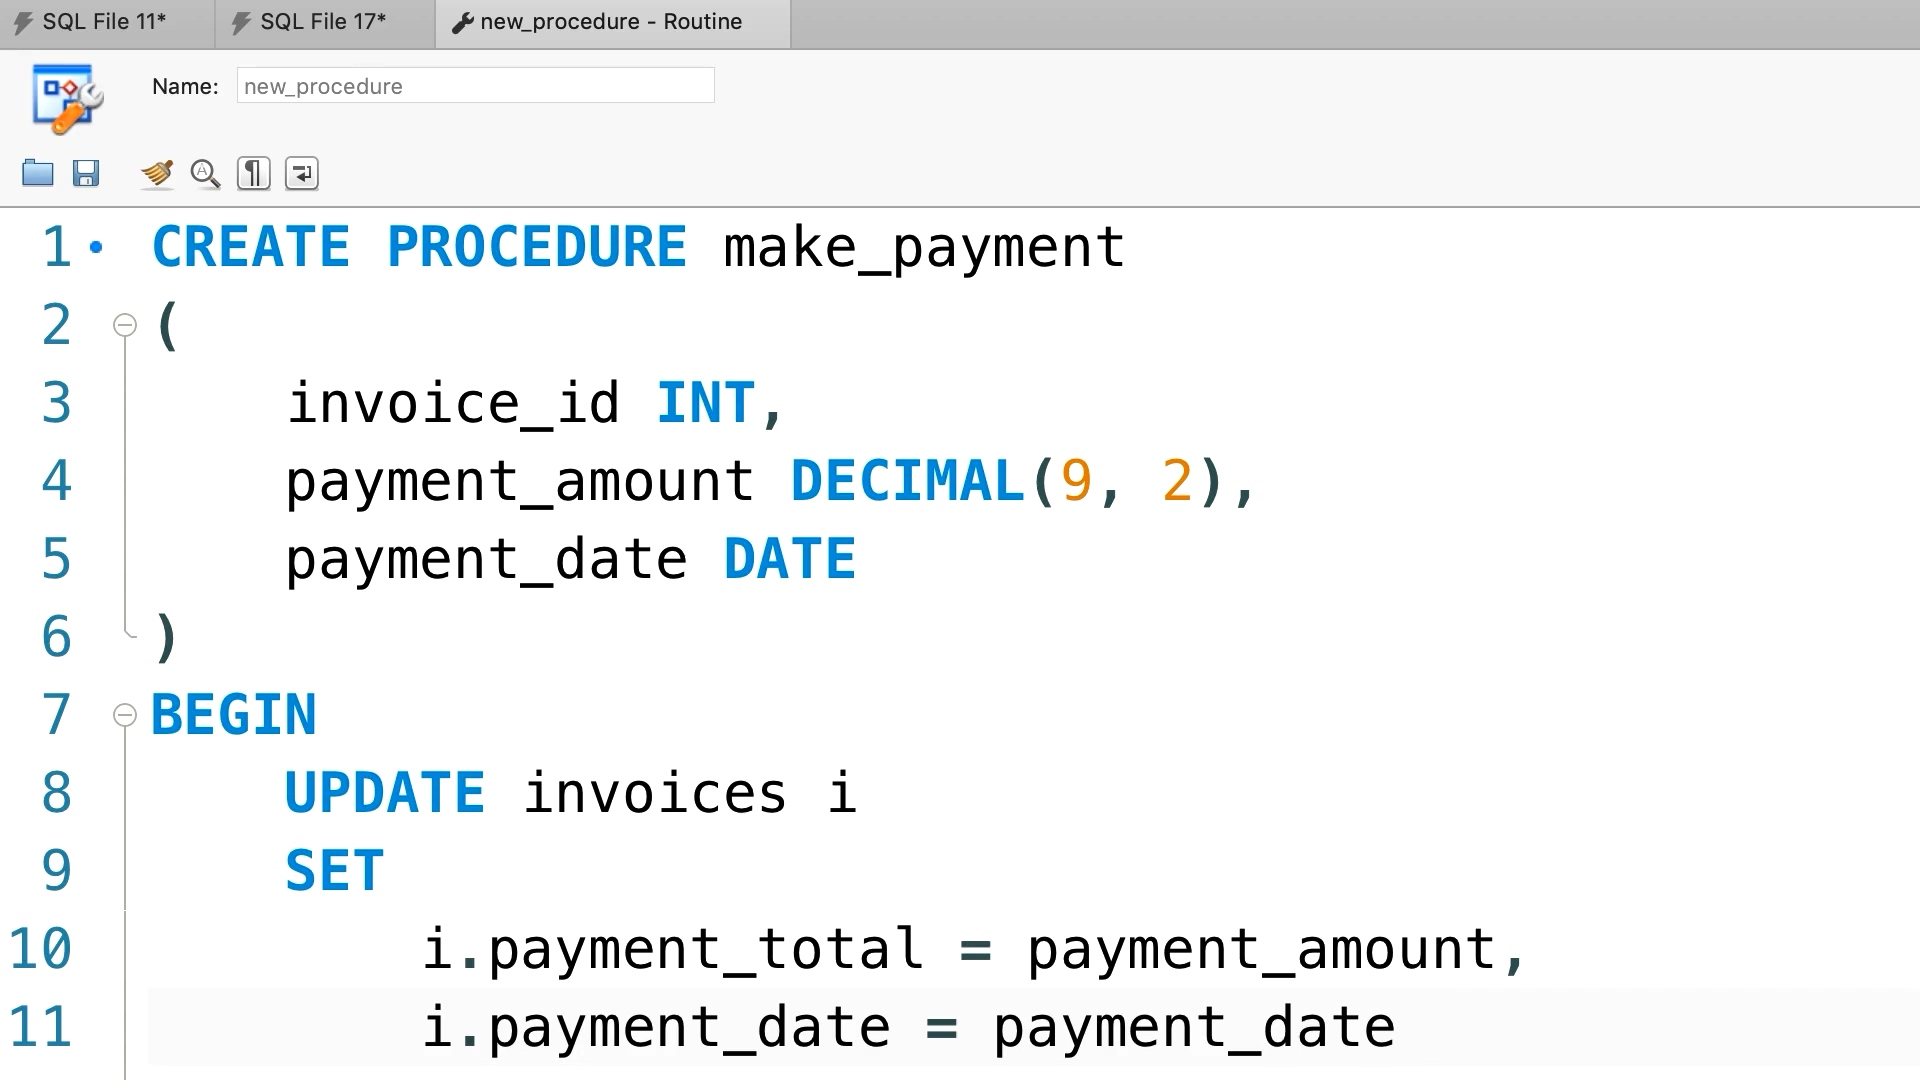 SQL File 11* SQL File 17* new_procedure - Routine
Name: new_procedure
1 CREATE PROCEDURE make_payment
2 (
3 invoice_id INT,
4 payment_amount DECIMAL(9, 2),
5 payment_date DATE
6 )
7 BEGIN
8 UPDATE invoices i
9 SET
10 i.payment_total = payment_amount,
11 i.payment_date = payment_date